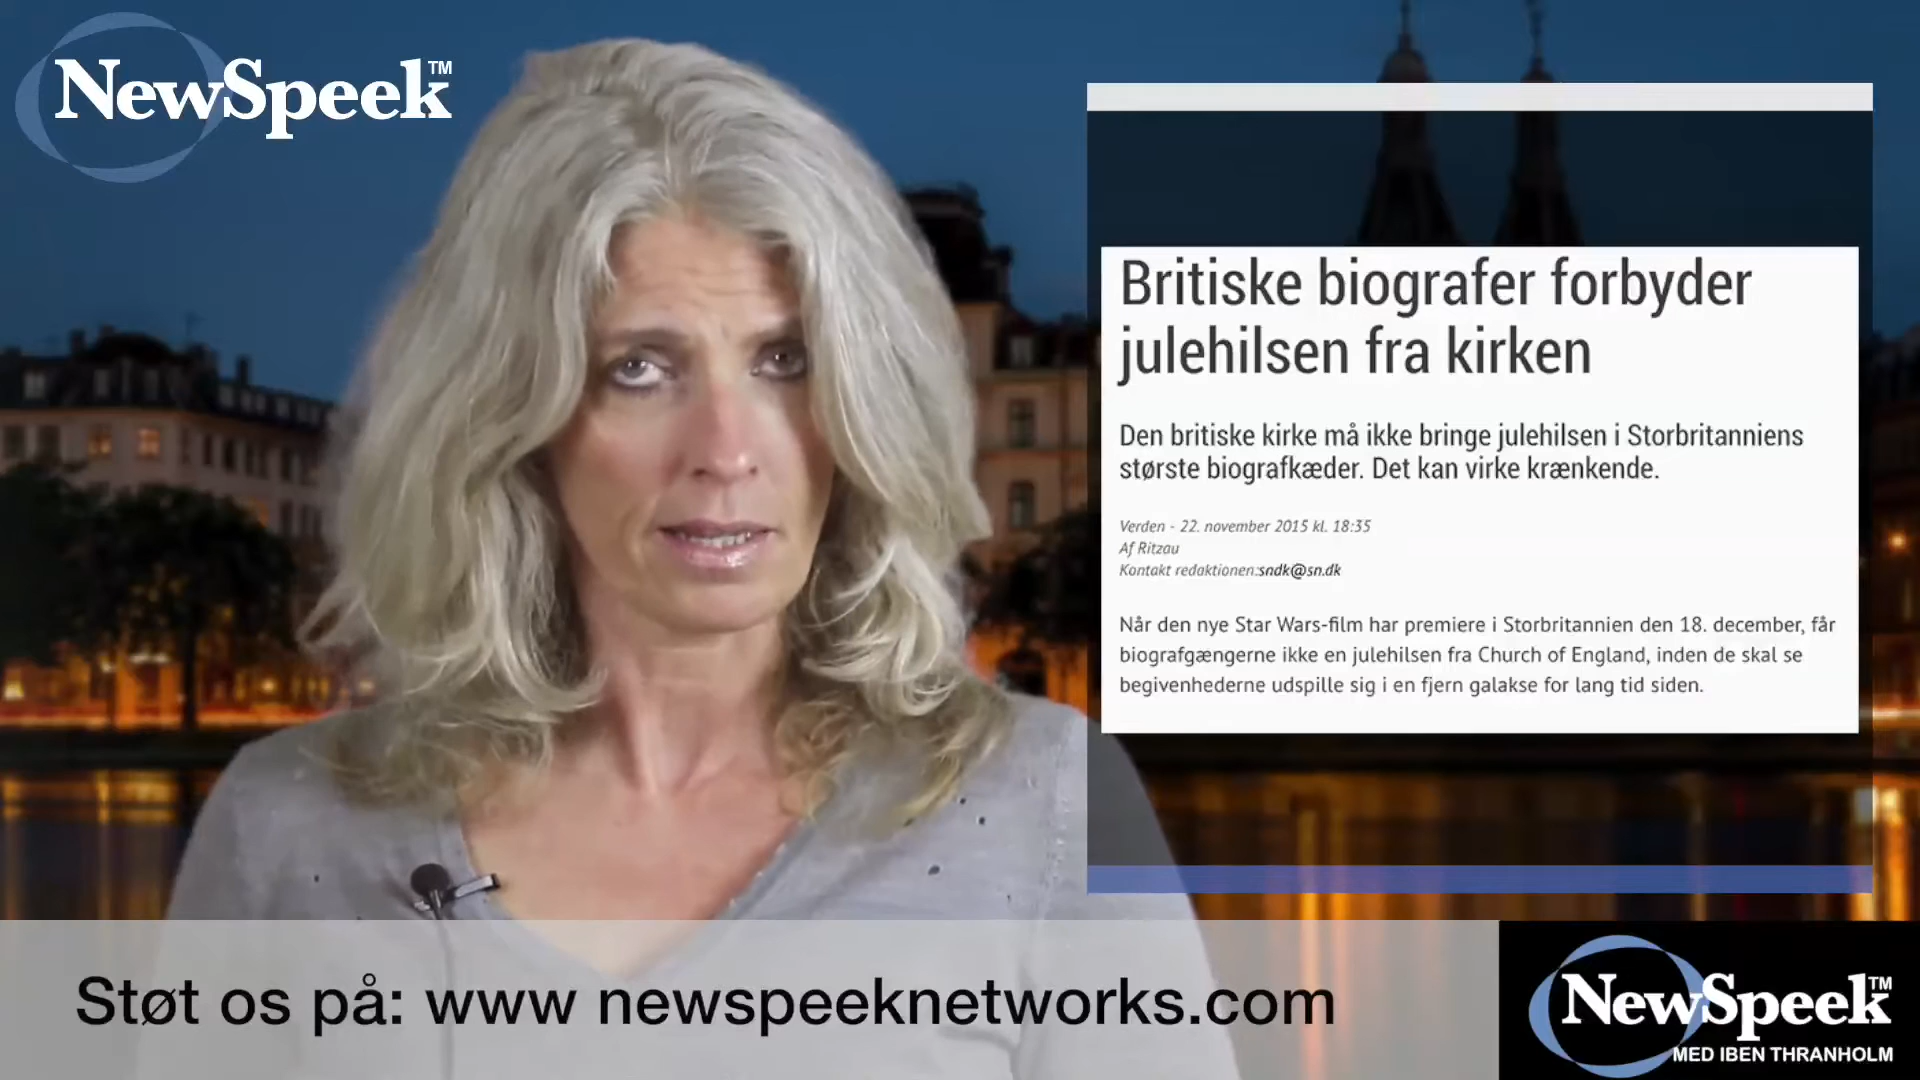 NewSpeek™
Britiske biografer forbyder
julehilsen fra kirken
Den britiske kirke må ikke bringe julehilsen i Storbritanniens
største biografkæder. Det kan virke krænkende.
Verden - 22. november 2015 kl. 18:35
Af Ritzau
Kontakt redaktionen:sndk@sn.dk
Når den nye Star Wars-film har premiere i Storbritannien den 18. december, får
biografgængerne ikke en julehilsen fra Church of England, inden de skal se
begivenhederne udspille sig i en fjern galakse for lang tid siden.
Støt os på: www newspeeknetworks.com
NewSpeek™
MED IBEN THRANHOLM